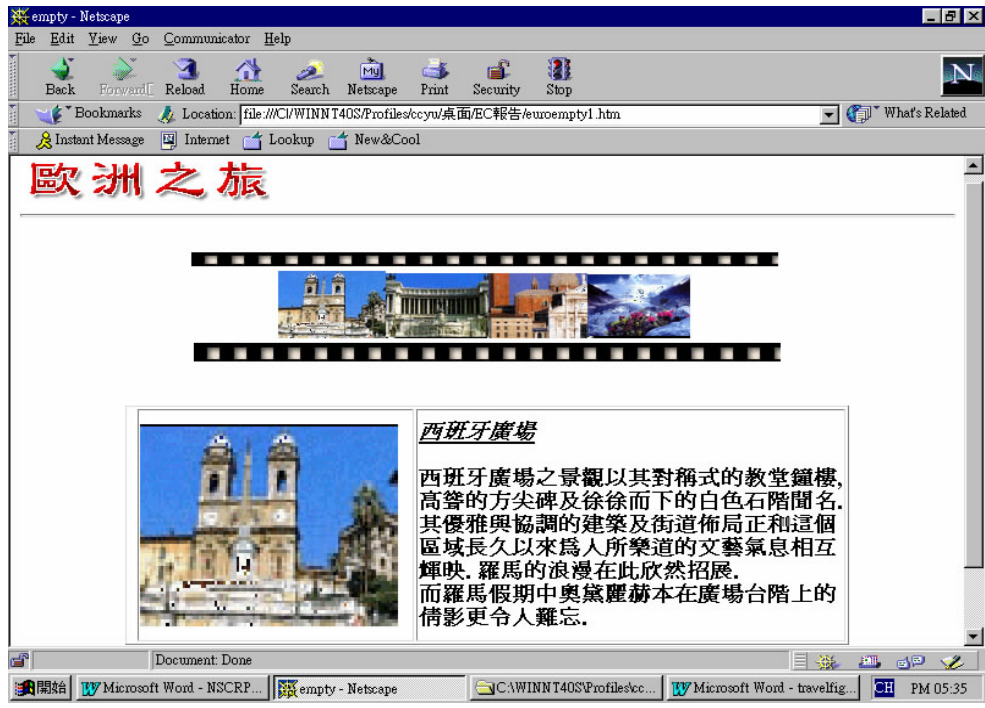 empty - Netscape
File Edit View Go Communicator Help
Back Forward Reload Home Search Netscape Print Security Stop
Bookmarks Location: file:///C|/WINNT40S/Profiles/ccyu/桌面/EC報告/euroempty1.htm What's Related
Instant Message Internet Lookup New&Cool
歐洲之旅
西班牙廣場
西班牙廣場之景觀以其對稱式的教堂鐘樓,
高聳的方尖碑及徐徐而下的白色石階聞名.
其優雅與協調的建築及街道佈局正和這個
區域長久以來為人所樂道的文藝氣息相互
輝映. 羅馬的浪漫在此欣然招展.
而羅馬假期中奧黛麗赫本在廣場台階上的
倩影更令人難忘.
Document: Done
開始 Microsoft Word - NSCRP... empty - Netscape C:\WINNT40S\Profiles\cc... Microsoft Word - travelfig... CH PM 05:35